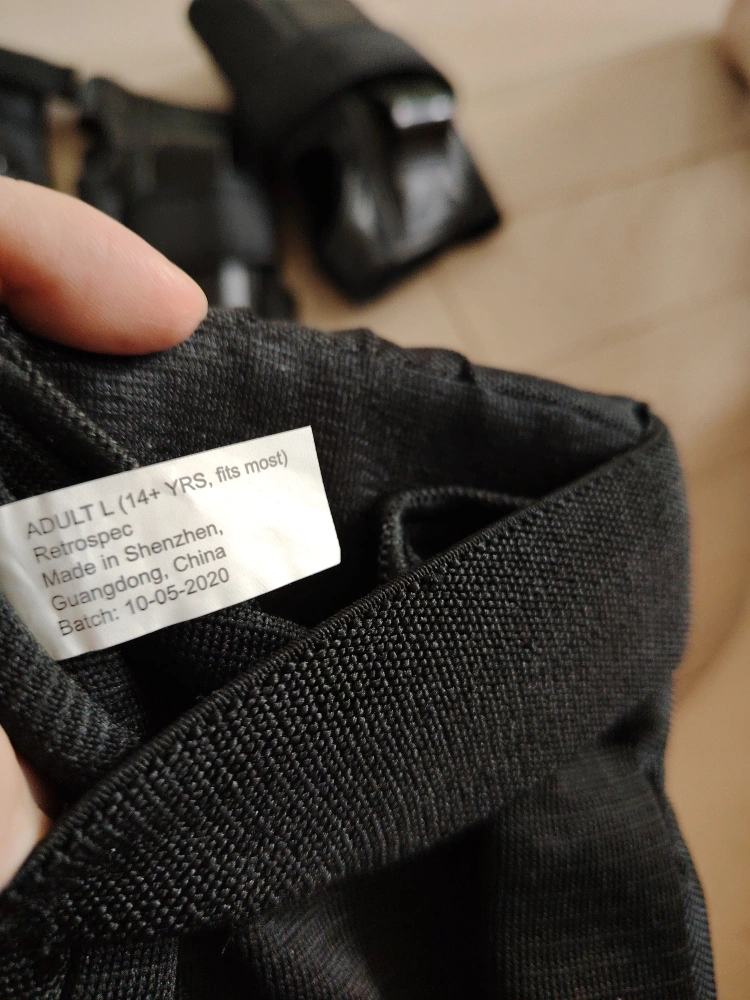 ADULT L (14+ YRS, fits most)
Retrospec
Made in Shenzhen,
Guangdong, China
Batch: 10-05-2020